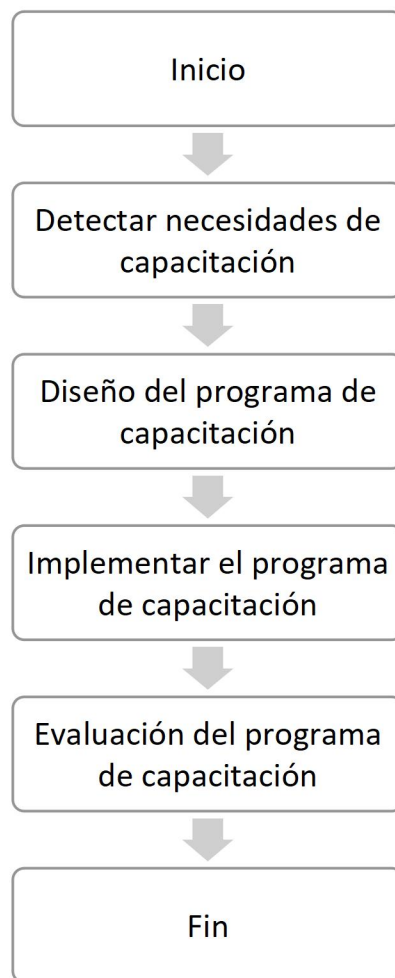 Inicio
Detectar necesidades de
capacitación
Diseño del programa de
capacitación
Implementar el programa
de capacitación
Evaluación del programa
de capacitación
Fin